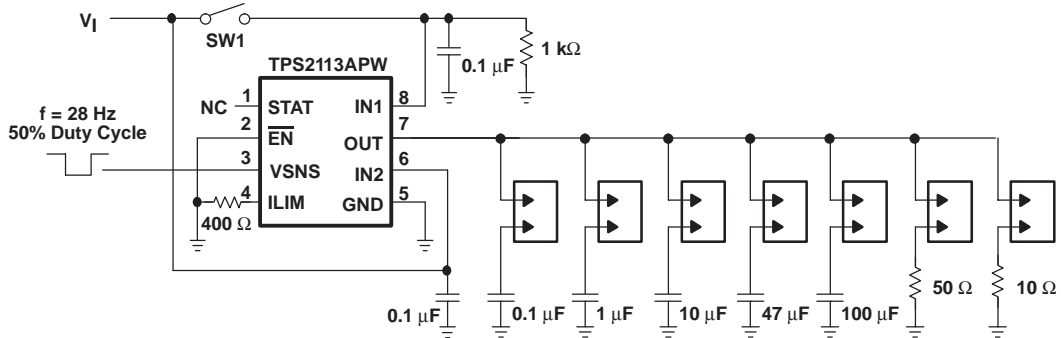 VI
SW1
0.1 μF
1 kΩ
TPS2113APW
f = 28 Hz
50% Duty Cycle
NC
1
STAT
IN1
8
2
EN
OUT
7
3
VSNS
IN2
6
4
ILIM
GND
5
400 Ω
0.1 μF
0.1 μF
1 μF
10 μF
47 μF
100 μF
50 Ω
10 Ω